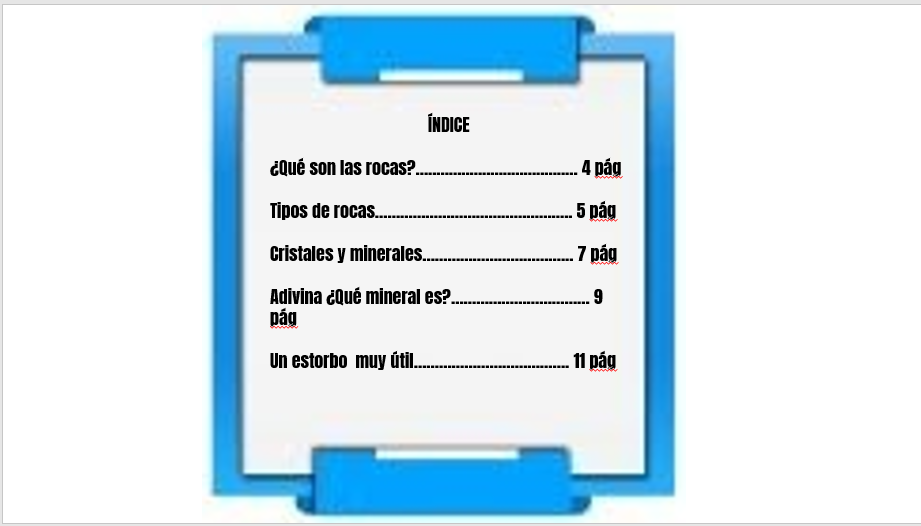 ÍNDICE
¿Qué son las rocas?....................................... 4 pág
Tipos de rocas............................................... 5 pág
Cristales y minerales.................................... 7 pág
Adivina ¿Qué mineral es?................................. 9
pág
Un estorbo  muy útil..................................... 11 pág